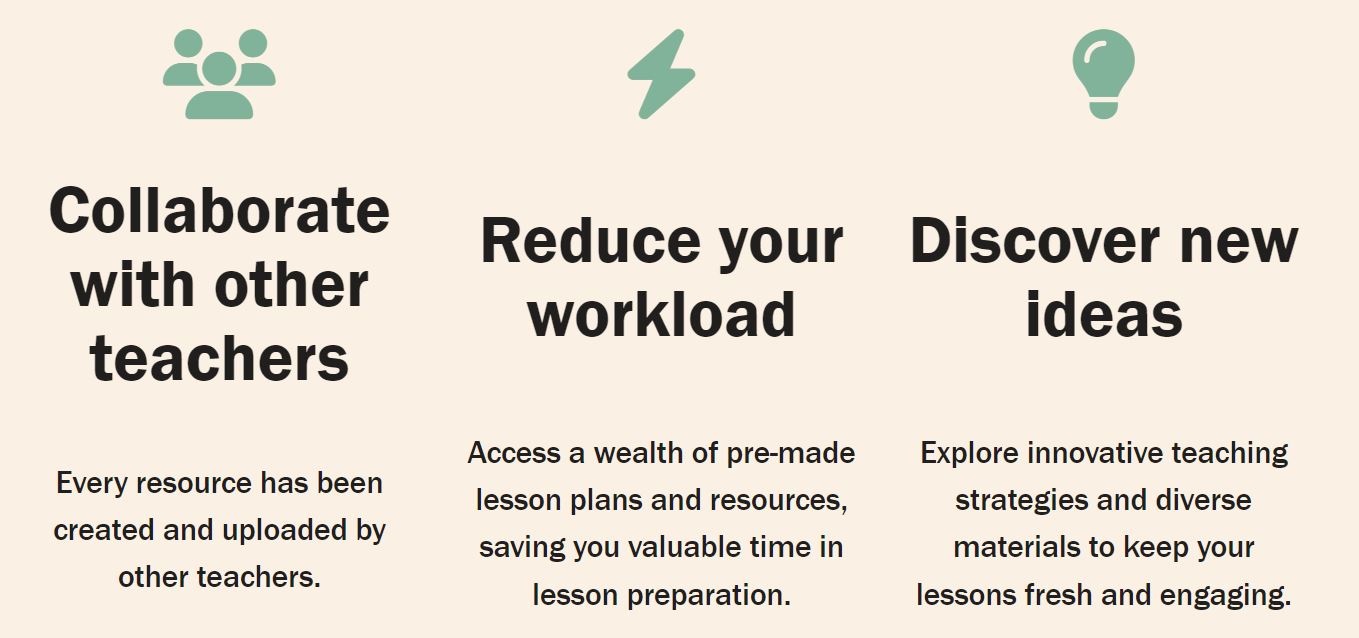 Collaborate
with other
teachers
Every resource has been
created and uploaded by
other teachers.
Reduce your
workload
Access a wealth of pre-made
lesson plans and resources,
saving you valuable time in
lesson preparation.
Discover new
ideas
Explore innovative teaching
strategies and diverse
materials to keep your
lessons fresh and engaging.